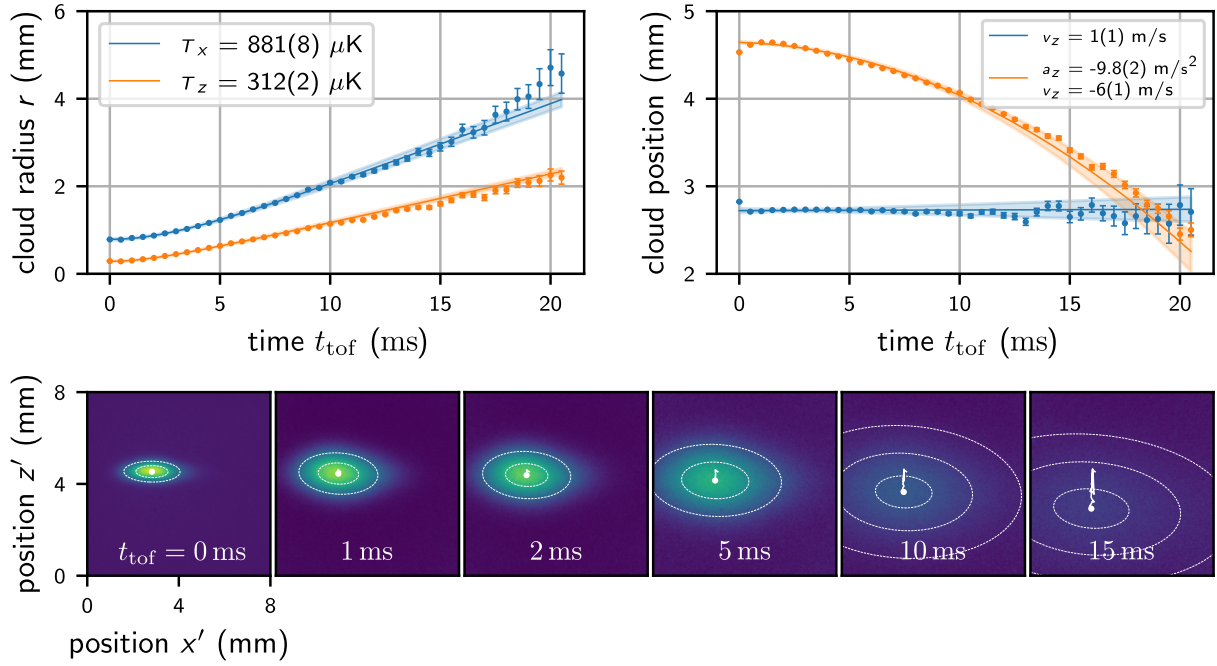 cloud radius r (mm)
6
4
2
0
T_x = 881(8) μK
T_z = 312(2) μK
0 5 10 15 20
time t_tof (ms)
cloud position (mm)
5
4
3
2
v_z = 1(1) m/s
a_z = -9.8(2) m/s²
v_z = -6(1) m/s
0 5 10 15 20
time t_tof (ms)
position z′ (mm)
8
4
0
t_tof = 0 ms
1 ms
2 ms
5 ms
10 ms
15 ms
0 4 8
position x′ (mm)